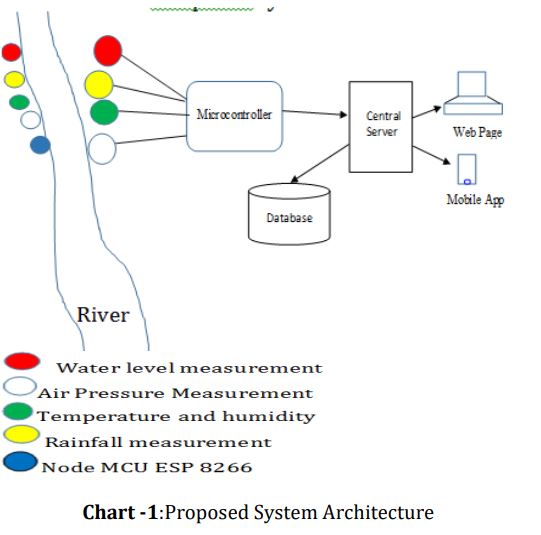 Microcontroller
Central
Server
Web Page
Mobile App
Database
River
Water level measurement
Air Pressure Measurement
Temperature and humidity
Rainfall measurement
Node MCU ESP 8266
Chart -1:Proposed System Architecture